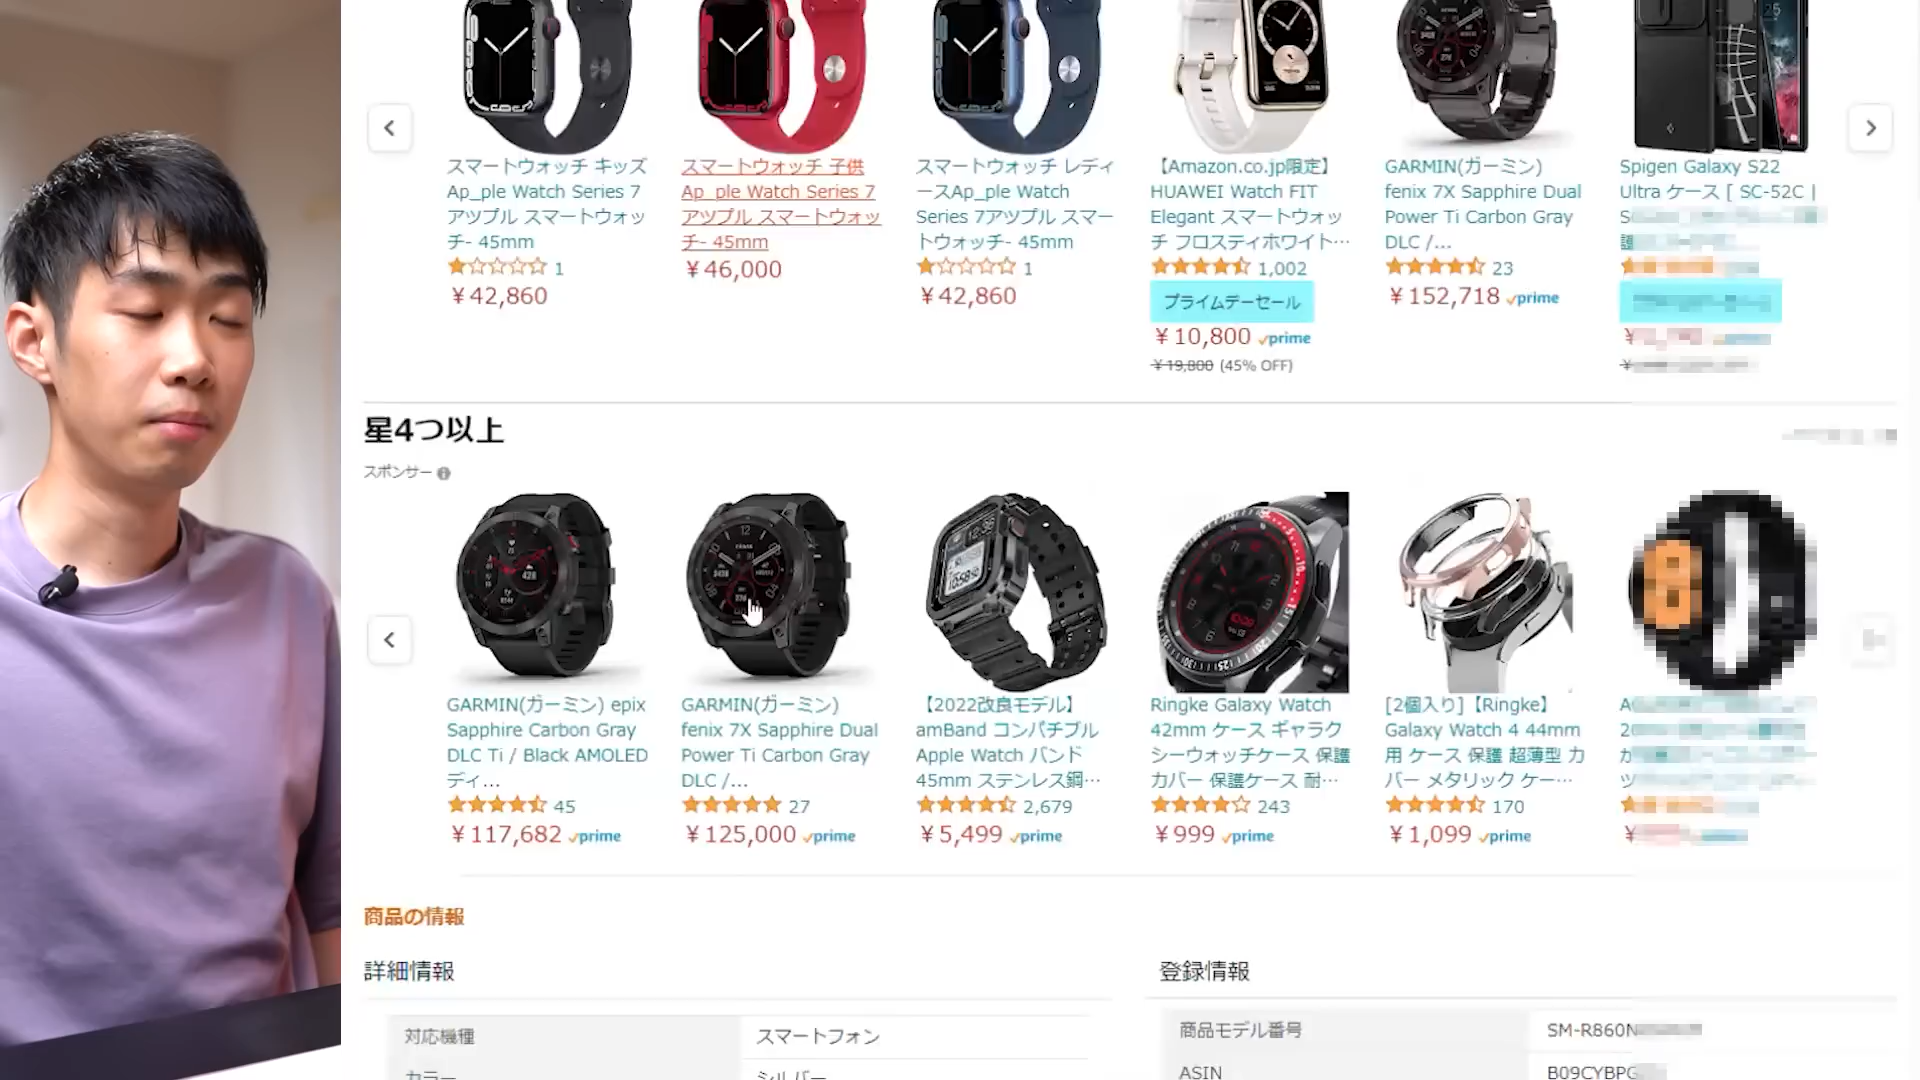 スマートウォッチ キッズ
Ap_ple Watch Series 7
アツプル スマートウォッ
チ- 45mm
1
¥42,860
スマートウォッチ 子供
Ap_ple Watch Series 7
アツプル スマートウォッ
チ- 45mm
¥46,000
スマートウォッチ レディ
ースAp_ple Watch
Series 7アツプル スマー
トウォッチ- 45mm
1
¥42,860
【Amazon.co.jp限定】
HUAWEI Watch FIT
Elegant スマートウォッ
チ フロスティホワイト…
1,002
プライムデーセール
¥10,800 prime
¥19,800 (45% OFF)
GARMIN(ガーミン)
fenix 7X Sapphire Dual
Power Ti Carbon Gray
DLC /...
23
¥152,718 prime
Spigen Galaxy S22
Ultra ケース [ SC-52C |
星4つ以上
スポンサー
GARMIN(ガーミン) epix
Sapphire Carbon Gray
DLC Ti / Black AMOLED
ディ...
45
¥117,682 prime
GARMIN(ガーミン)
fenix 7X Sapphire Dual
Power Ti Carbon Gray
DLC /...
27
¥125,000 prime
【2022改良モデル】
amBand コンパチブル
Apple Watch バンド
45mm ステンレス鋼…
2,679
¥5,499 prime
Ringke Galaxy Watch
42mm ケース ギャラク
シーウォッチケース 保護
カバー 保護ケース 耐…
243
¥999 prime
[2個入り]【Ringke】
Galaxy Watch 4 44mm
用 ケース 保護 超薄型 カ
バー メタリック ケー…
170
¥1,099 prime
商品の情報
詳細情報
対応機種 スマートフォン
カラー シルバー
登録情報
商品モデル番号 SM-R860N
ASIN B09CYBPG